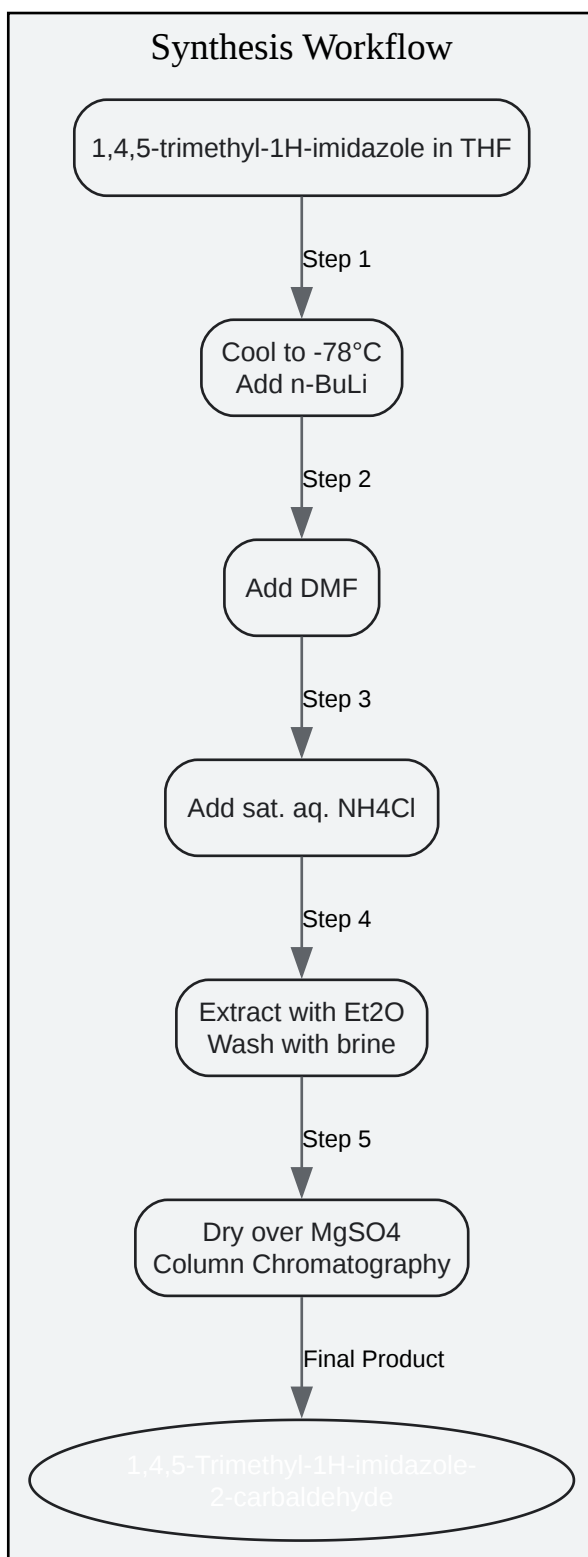 Synthesis Workflow
1,4,5-trimethyl-1H-imidazole in THF
Step 1
Cool to -78°C
Add n-BuLi
Step 2
Add DMF
Step 3
Add sat. aq. NH4Cl
Step 4
Extract with Et2O
Wash with brine
Step 5
Dry over MgSO4
Column Chromatography
Final Product
1,4,5-Trimethyl-1H-imidazole-
2-carbaldehyde